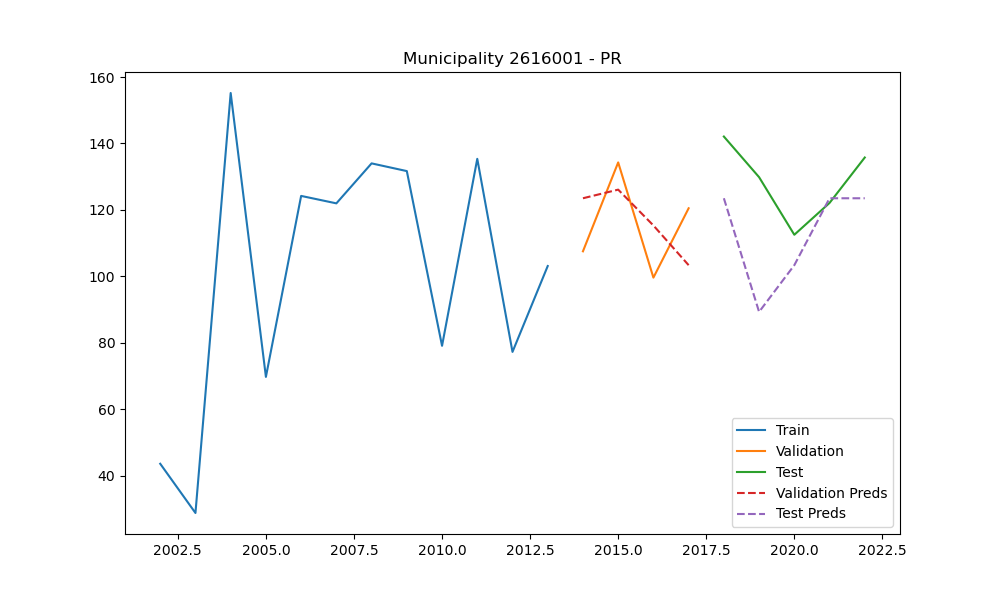 Municipality 2616001 - PR
160
140
120
100
80
60
40
2002.5 2005.0 2007.5 2010.0 2012.5 2015.0 2017.5 2020.0 2022.5
Train
Validation
Test
Validation Preds
Test Preds